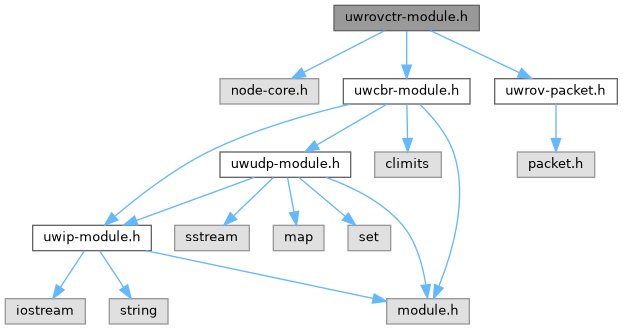 uwrovctr-module.h
node-core.h
uwcbr-module.h
uwrov-packet.h
uwudp-module.h
climits
packet.h
uwip-module.h
sstream
map
set
iostream
string
module.h